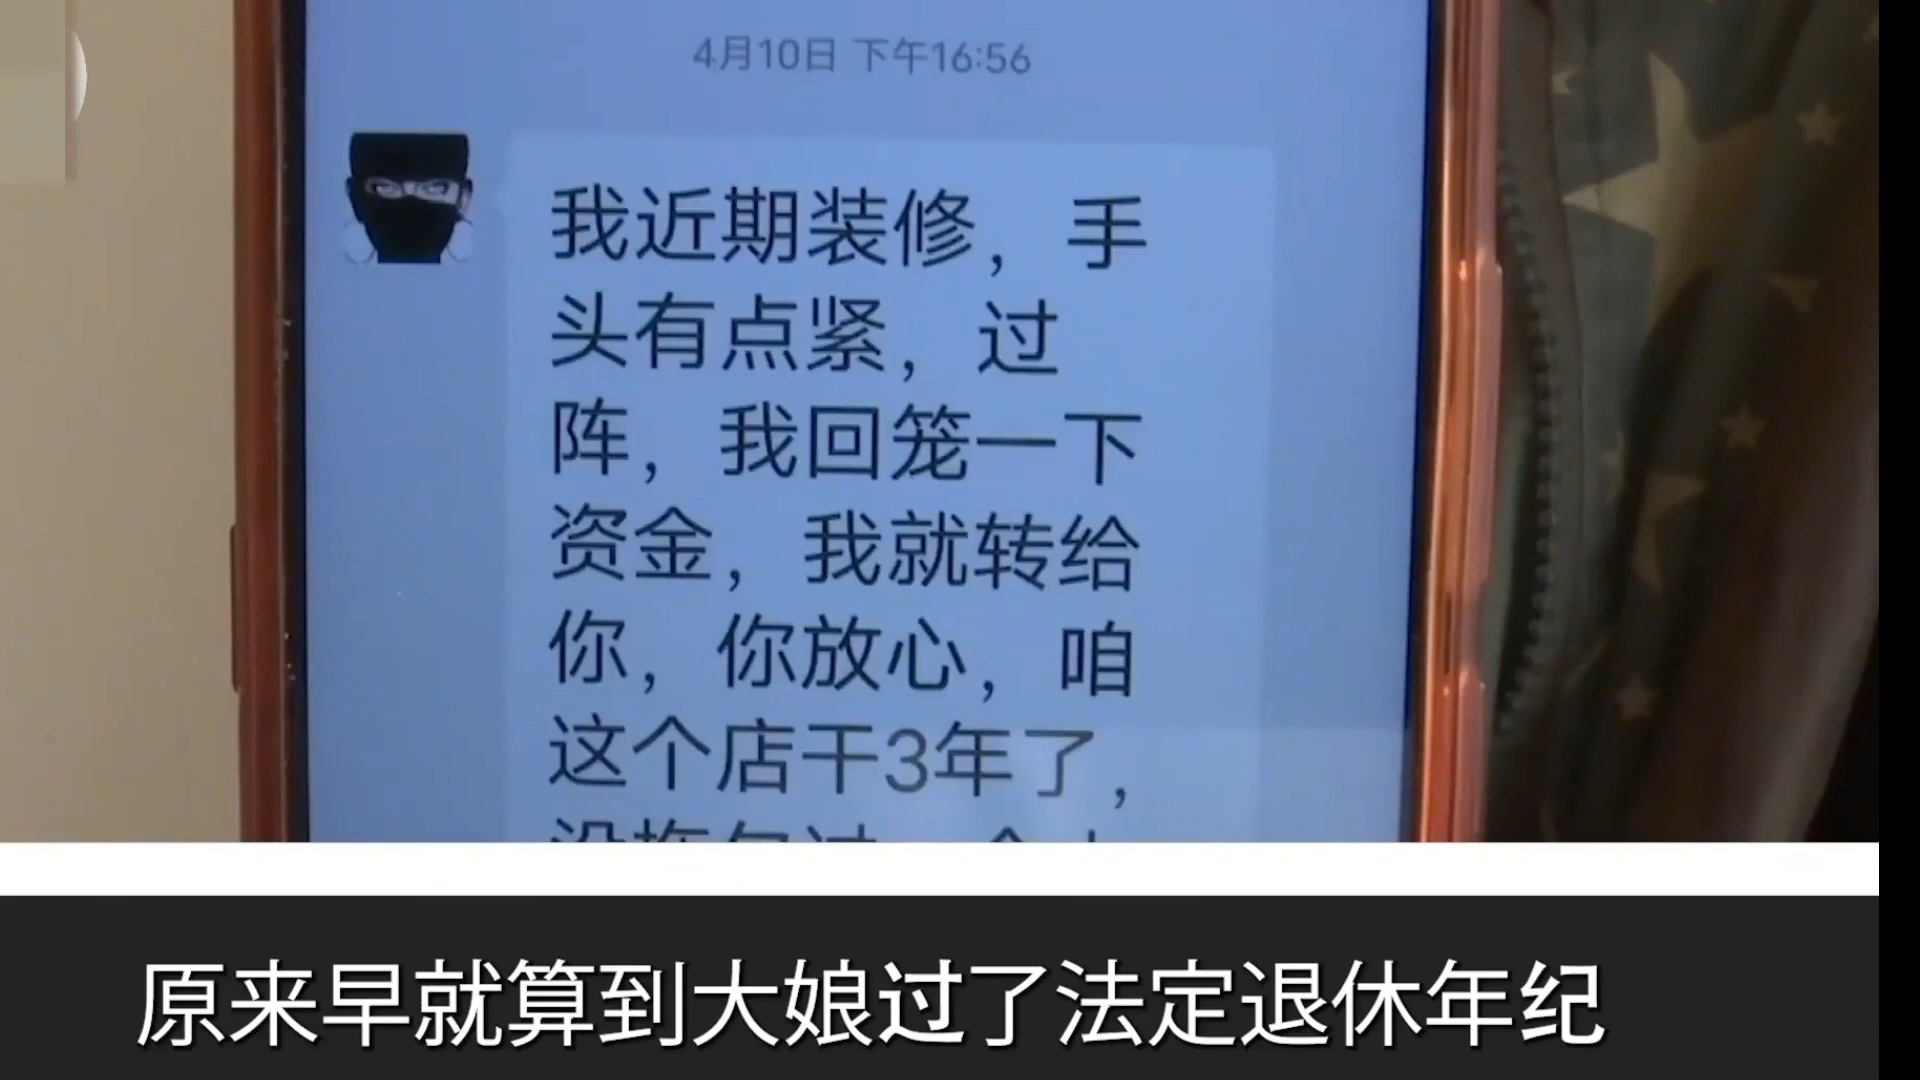 4月10日 下午16:56
我近期装修，手
头有点紧，过
阵，我回笼一下
资金，我就转给
你，你放心，咱
这个店干3年了，
原来早就算到大娘过了法定退休年纪